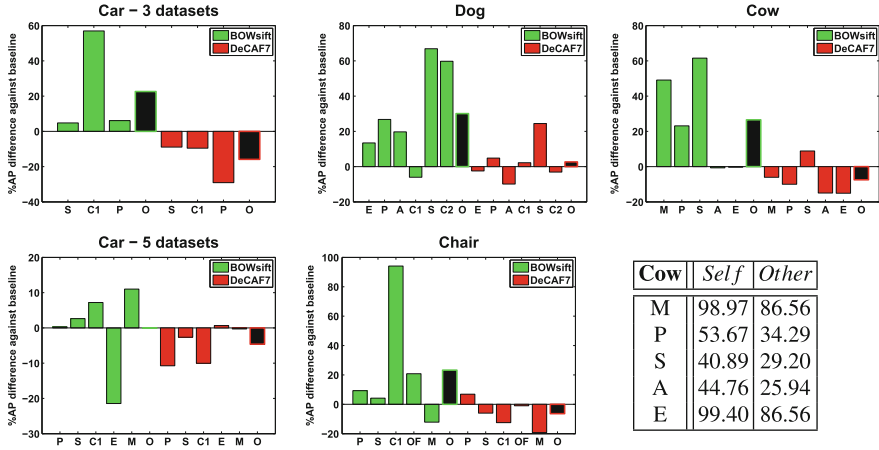 Car − 3 datasets
%AP difference against baseline
60
40
20
0
−20
−40
BOWsift
DeCAF7
S C1 P O S C1 P O
Dog
%AP difference against baseline
80
60
40
20
0
−20
BOWsift
DeCAF7
E P A C1 S C2 O E P A C1 S C2 O
Cow
%AP difference against baseline
80
60
40
20
0
−20
BOWsift
DeCAF7
M P S A E O M P S A E O
Car − 5 datasets
%AP difference against baseline
20
10
0
−10
−20
−30
BOWsift
DeCAF7
P S C1 E M O P S C1 E M O
Chair
%AP difference against baseline
100
80
60
40
20
0
−20
BOWsift
DeCAF7
P S C1 OF M O P S C1 OF M O
Cow Self Other
M 98.97 86.56
P 53.67 34.29
S 40.89 29.20
A 44.76 25.94
E 99.40 86.56